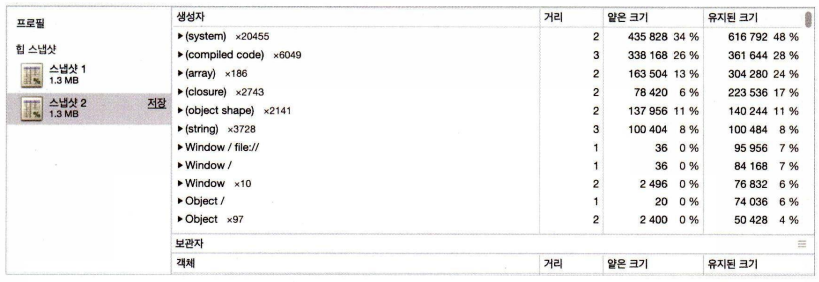 프로필
힙 스냅샷
스냅샷 1
1.3 MB
스냅샷 2 저장
1.3 MB
생성자 거리 얕은 크기 유지된 크기
▶(system) ×20455 2 435 828 34 % 616 792 48 %
▶(compiled code) ×6049 3 338 168 26 % 361 644 28 %
▶(array) ×186 2 163 504 13 % 304 280 24 %
▶(closure) ×2743 2 78 420 6 % 223 536 17 %
▶(object shape) ×2141 2 137 956 11 % 140 244 11 %
▶(string) ×3728 3 100 404 8 % 100 484 8 %
▶Window / file:// 1 36 0 % 95 956 7 %
▶Window / 1 36 0 % 84 168 7 %
▶Window ×10 2 2 496 0 % 76 832 6 %
▶Object / 1 20 0 % 74 036 6 %
▶Object ×97 2 2 400 0 % 50 428 4 %
보관자
객체 거리 얕은 크기 유지된 크기